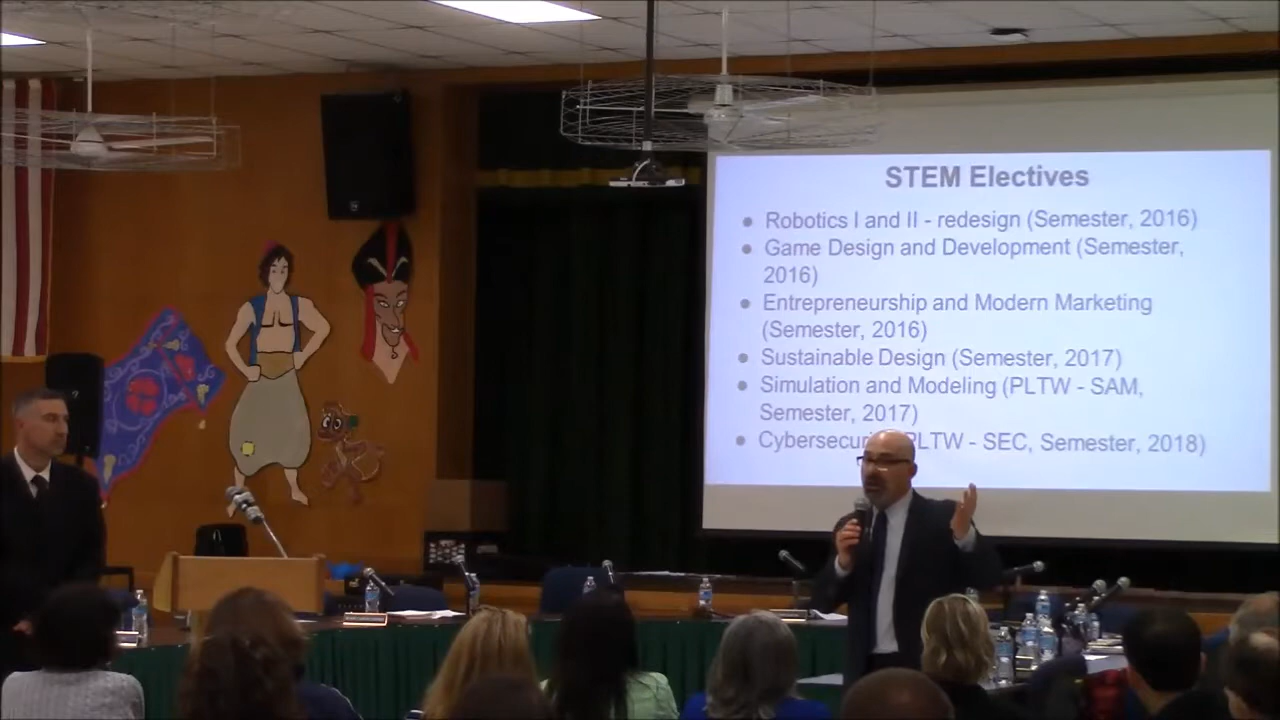 STEM Electives
● Robotics I and II - redesign (Semester, 2016)
● Game Design and Development (Semester,
2016)
● Entrepreneurship and Modern Marketing
(Semester, 2016)
● Sustainable Design (Semester, 2017)
● Simulation and Modeling (PLTW - SAM,
Semester, 2017)
● PLTW - SEC, Semester, 2018)